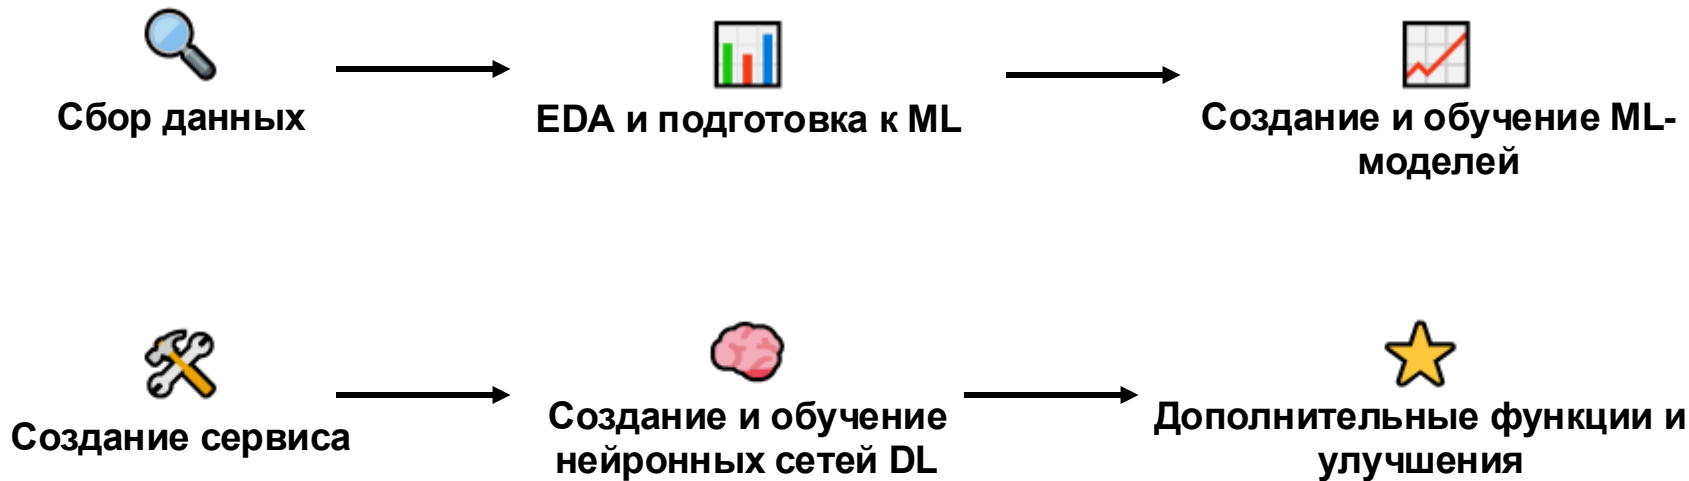 Сбор данных
EDA и подготовка к ML
Создание и обучение ML-
моделей
Создание сервиса
Создание и обучение
нейронных сетей DL
Дополнительные функции и
улучшения